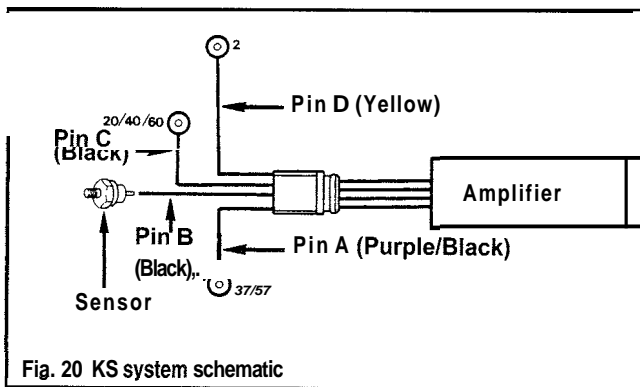 2
Pin D (Yellow)
20/40/60
Pin C
(Black)
Amplifier
Pin B
(Black),.
Pin A (Purple/Black)
37/57
Sensor
Fig. 20 KS system schematic